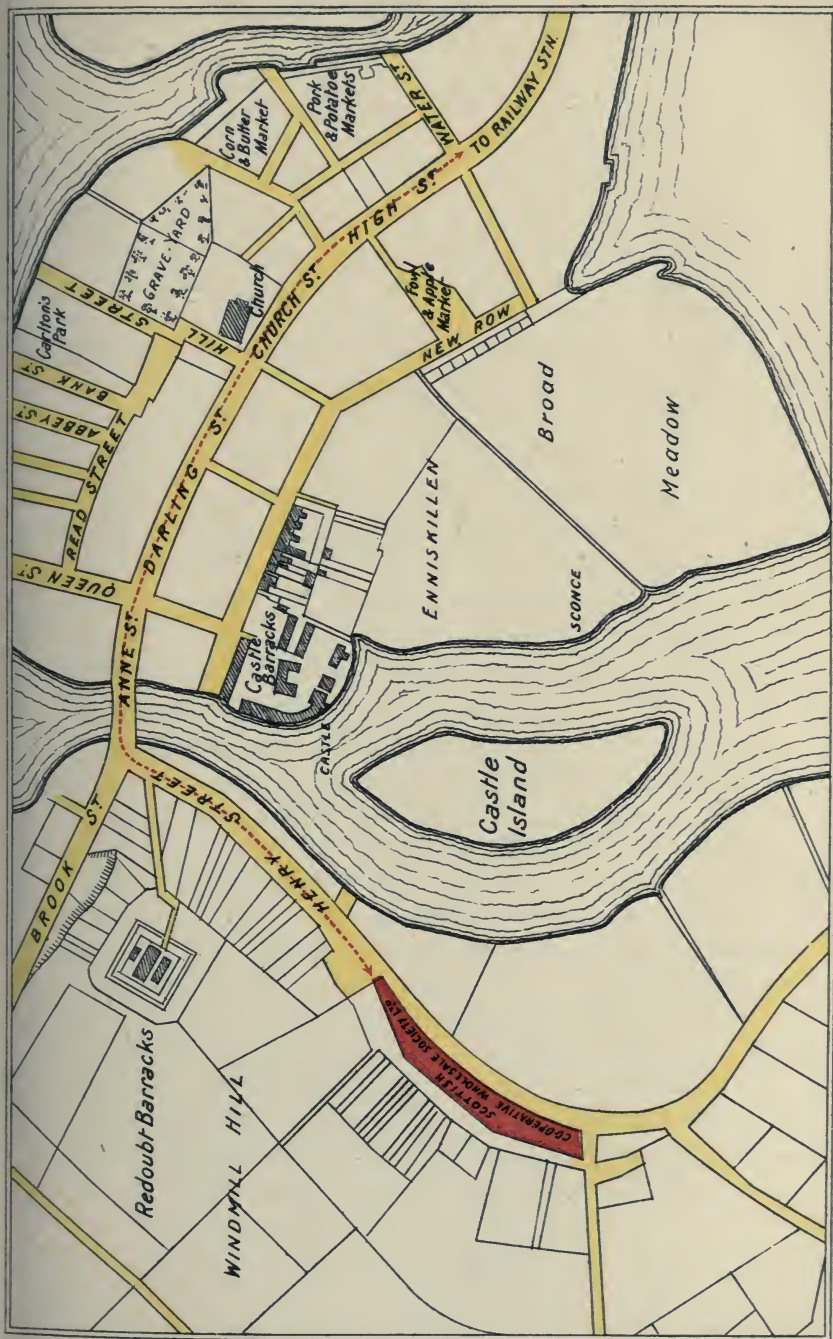 Pork
& Potatoe
Markets
Corn
& Butter
Market
WATER ST.
TO RAILWAY STN.
HIGH ST
GRAVE-YARD
Church
CHURCH ST.
Fowl
& Apple
Market
NEW ROW
HILL STREET
Carlton's
Park
BANK ST.
ABBEY ST.
READ STREET
QUEEN ST.
DARLING ST.
ANNE ST.
Broad
Meadow
ENNISKILLEN
SCONCE
Castle
Barracks
CASTLE
Castle
Island
BROOK ST.
HENRY STREET
Redoubt Barracks
WINDMILL HILL
SCOTTISH
CO-OPERATIVE WHOLESALE SOCIETY LTD.